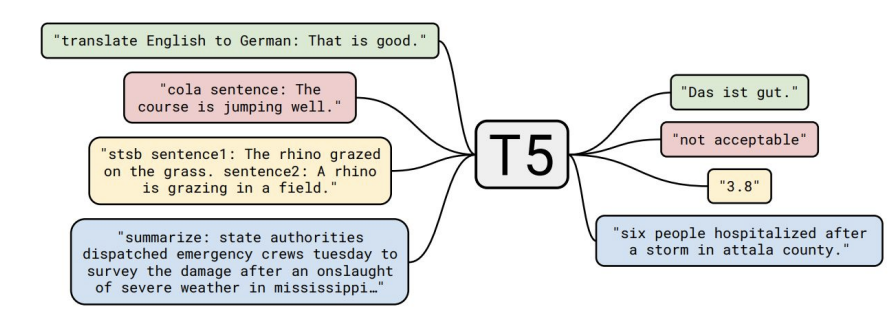 "translate English to German: That is good."
"cola sentence: The
course is jumping well."
"stsb sentence1: The rhino grazed
on the grass. sentence2: A rhino
is grazing in a field."
"summarize: state authorities
dispatched emergency crews tuesday to
survey the damage after an onslaught
of severe weather in mississippi…"
T5
"Das ist gut."
"not acceptable"
"3.8"
"six people hospitalized after
a storm in attala county."